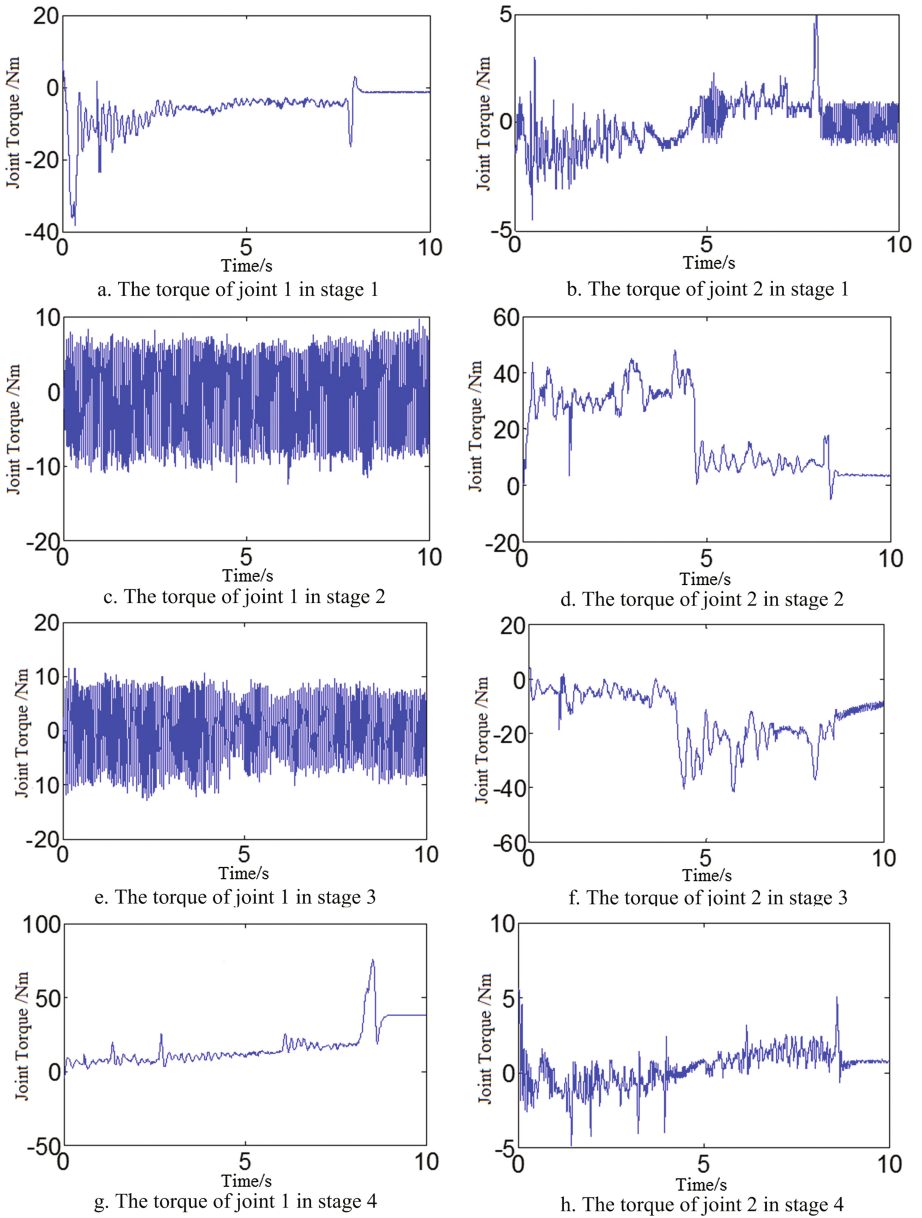 20
0
-20
-40
Joint Torque /Nm
0
5
10
Time/s
a. The torque of joint 1 in stage 1
5
0
-5
Joint Torque /Nm
0
5
10
Time/s
b. The torque of joint 2 in stage 1
10
0
-10
-20
Joint Torque /Nm
0
5
10
Time/s
c. The torque of joint 1 in stage 2
60
40
20
0
-20
Joint Torque /Nm
0
5
10
Time/s
d. The torque of joint 2 in stage 2
20
10
0
10
-20
Joint Torque /Nm
0
5
10
Time/s
e. The torque of joint 1 in stage 3
20
0
-20
-40
-60
Joint Torque /Nm
0
5
10
Time/s
f. The torque of joint 2 in stage 3
100
50
0
-50
Joint Torque /Nm
0
5
10
Time/s
g. The torque of joint 1 in stage 4
10
5
0
-5
Joint Torque /Nm
0
5
10
Time/s
h. The torque of joint 2 in stage 4